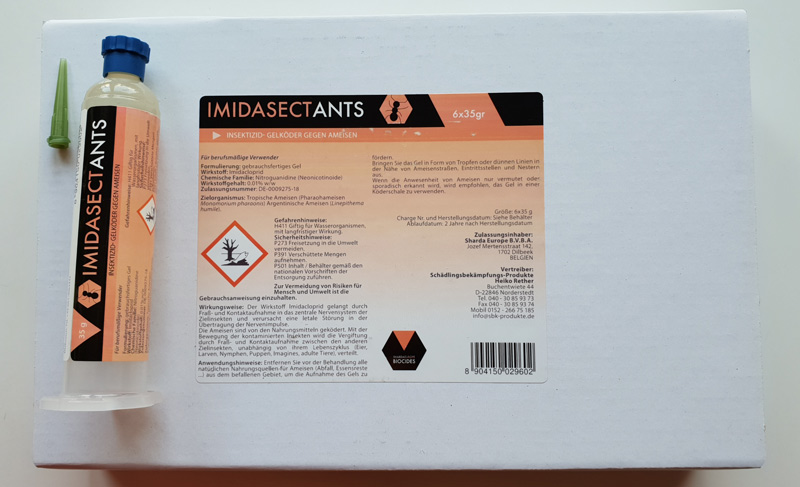 IMIDASECTANTS
6x35gr
INSEKTIZID- GELKÖDER GEGEN AMEISEN
Für berufsmäßige Verwender
Formulierung: gebrauchsfertiges Gel
Wirkstoff: Imidacloprid
Chemische Familie: Nitroguanidine (Neonicotinoide)
Wirkstoffgehalt: 0.01% w/w
Zulassungsnummer: DE-0009275-18
Zielorganismus: Tropische Ameisen (Pharaohameisen
Monomorium pharaonis) Argentinische Ameisen (Linepithema
humile).
Gefahrenhinweise:
H411 Giftig für Wasserorganismen,
mit langfristiger Wirkung.
Sicherheitshinweise:
P273 Freisetzung in die Umwelt
vermeiden.
P391 Verschüttete Mengen
aufnehmen.
P501 Inhalt / Behälter gemäß den
nationalen Vorschriften der
Entsorgung zuführen.
Zur Vermeidung von Risiken für
Mensch und Umwelt ist die
Gebrauchsanweisung einzuhalten.
Wirkungsweise: Der Wirkstoff Imidacloprid gelangt durch
Fraß- und Kontaktaufnahme in das zentrale Nervensystem der
Zielinsekten und verursacht eine letale Störung in der
Übertragung der Nervenimpulse.
Die Ameisen sind von den Nahrungsmitteln geködert. Mit der
Bewegung der kontaminierten Insekten wird die Vergiftung
durch Fraß- und Kontaktaufnahme zwischen den anderen
Zielinsekten, unabhängig von ihrem Lebenszyklus (Eier,
Larven, Nymphen, Puppen, Imagines, adulte Tiere), verteilt.
Anwendungshinweise: Entfernen Sie vor der Behandlung alle
natürlichen Nahrungsquellen für Ameisen (Abfall, Essensreste
...) aus dem befallenen Gebiet, um die Aufnahme des Gels zu
fördern.
Bringen Sie das Gel in Form von Tropfen oder dünnen Linien in
der Nähe von Ameisenstraßen, Eintrittsstellen und Nestern
aus.
Wenn die Anwesenheit von Ameisen nur vermutet oder
sporadisch erkannt wird, wird empfohlen, das Gel in einer
Köderschale zu verwenden.
Größe: 6x35 g
Charge Nr. und Herstellungsdatum: Siehe Behälter
Ablaufdatum: 2 Jahre nach Herstellungsdatum
Zulassungsinhaber:
Sharda Europe B.V.B.A.
Jozef Mertensstraat 142,
1702 Dilbeek
BELGIEN
Vertreiber:
Schädlingsbekämpfungs-Produkte
Heiko Rether
Buchentwiete 44
D-22846 Norderstedt
Tel. 040 - 30 85 93 73
Fax 040 - 30 85 93 74
Mobil 0152 - 266 75 185
info@sbk-produkte.de
BIOCIDES
8 904150 029602
IMIDASECTANTS
INSEKTIZID- GELKÖDER GEGEN AMEISEN
35 g
Für berufsmäßige Verwender